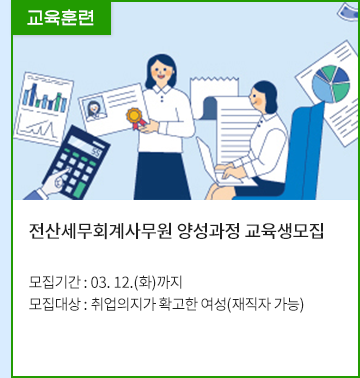 교육훈련
전산세무회계사무원 양성과정 교육생모집
모집기간 : 03. 12.(화)까지
모집대상 : 취업의지가 확고한 여성(재직자 가능)